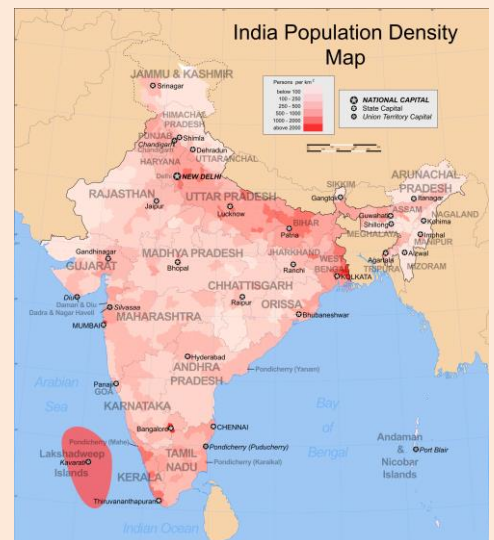 India Population Density
Map
Persons per km²
below 100
100 - 250
250 - 500
500 - 1000
1000 - 2000
above 2000
NATIONAL CAPITAL
State Capital
Union Territory Capital
JAMMU & KASHMIR
Srinagar
HIMACHAL
PRADESH
PUNJAB
Shimla
Chandigarh
Chandigarh
Dehradun
HARYANA
UTTARANCHAL
Delhi
NEW DELHI
ARUNACHAL
PRADESH
SIKKIM
Gangtok
Itanagar
RAJASTHAN
UTTAR PRADESH
ASSAM
NAGALAND
Jaipur
Lucknow
Guwahati
Kohima
BIHAR
Shillong
MEGHALAYA
Patna
Imphal
MANIPUR
Gandhinagar
MADHYA PRADESH
JHARKHAND
WEST
BENGAL
Agartala
Aizwal
GUJARAT
Bhopal
Ranchi
TRIPURA
MIZORAM
KOLKATA
CHHATTISGARH
Diu
Raipur
ORISSA
Daman & Diu
Silvassa
Dadra & Nagar Haveli
Bhubaneshwar
MAHARASHTRA
MUMBAI
Hyderabad
ANDHRA
PRADESH
Pondicherry (Yanam)
Arabian
Sea
Panaji
GOA
KARNATAKA
Bay
of
Bengal
Bangalore
CHENNAI
Pondicherry (Mahe)
Pondicherry (Puducherry)
Andaman
&
Nicobar
Islands
Port Blair
Lakshadweep
Islands
Kavarati
TAMIL
NADU
Pondicherry (Karaikal)
KERALA
Thiruvananthapuram
Indian Ocean